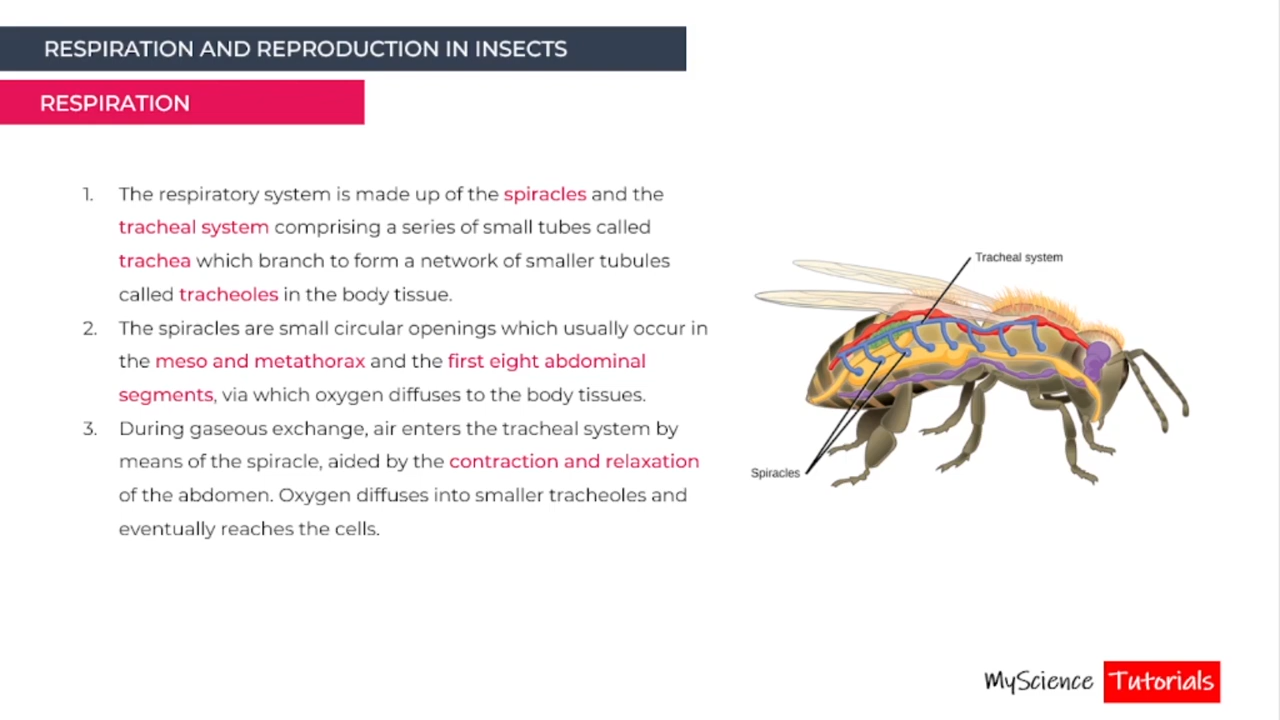 RESPIRATION AND REPRODUCTION IN INSECTS
RESPIRATION
1. The respiratory system is made up of the spiracles and the
tracheal system comprising a series of small tubes called
trachea which branch to form a network of smaller tubules
called tracheoles in the body tissue.
2. The spiracles are small circular openings which usually occur in
the meso and metathorax and the first eight abdominal
segments, via which oxygen diffuses to the body tissues.
3. During gaseous exchange, air enters the tracheal system by
means of the spiracle, aided by the contraction and relaxation
of the abdomen. Oxygen diffuses into smaller tracheoles and
eventually reaches the cells.
Tracheal system
Spiracles
MyScience Tutorials